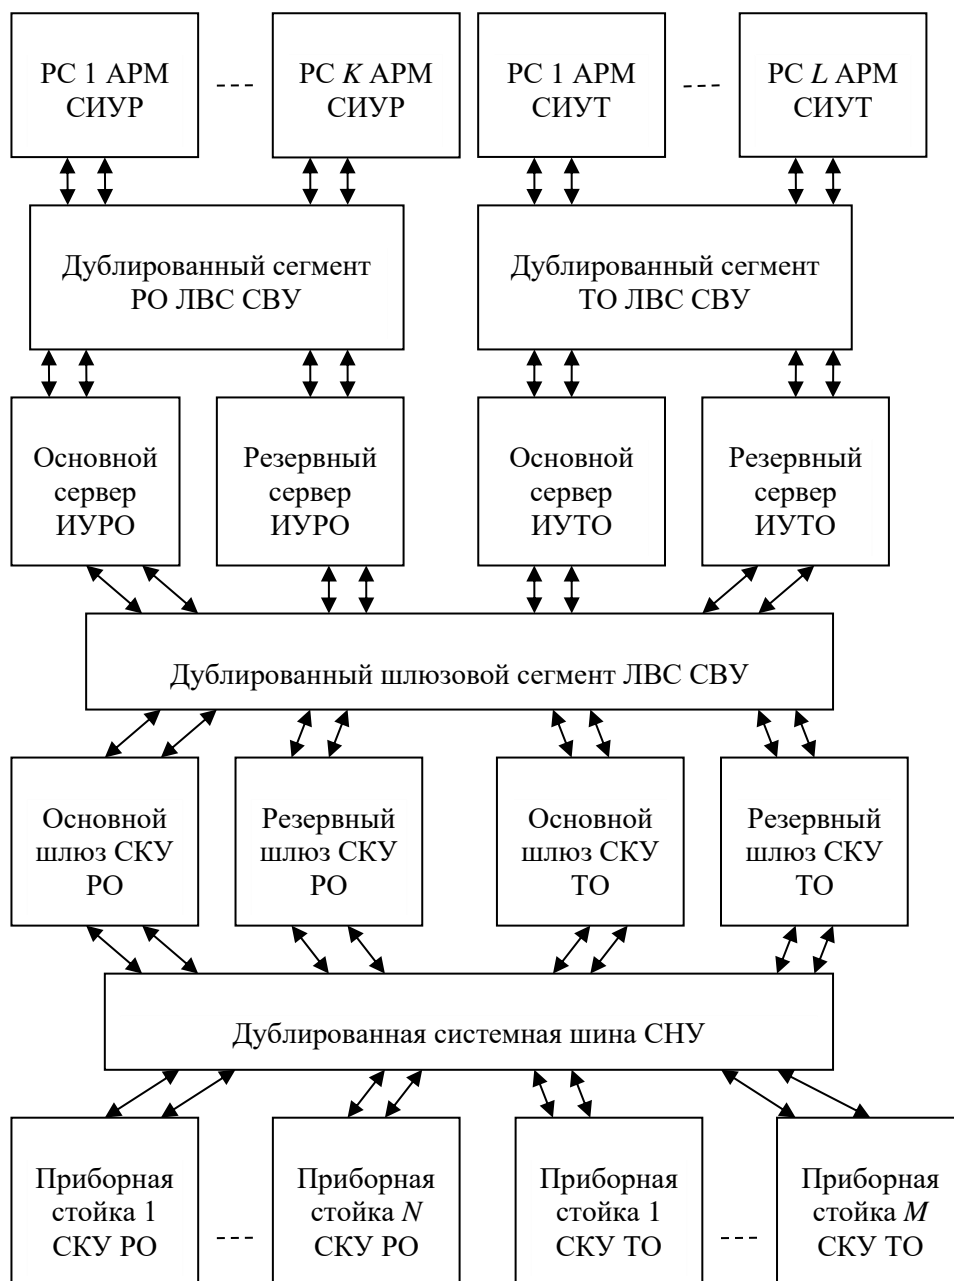 РС 1 АРМ
СИУР
РС K АРМ
СИУР
РС 1 АРМ
СИУТ
РС L АРМ
СИУТ
Дублированный сегмент
РО ЛВС СВУ
Дублированный сегмент
ТО ЛВС СВУ
Основной
сервер
ИУРО
Резервный
сервер
ИУРО
Основной
сервер
ИУТО
Резервный
сервер
ИУТО
Дублированный шлюзовой сегмент ЛВС СВУ
Основной
шлюз СКУ
РО
Резервный
шлюз СКУ
РО
Основной
шлюз СКУ
ТО
Резервный
шлюз СКУ
ТО
Дублированная системная шина СНУ
Приборная
стойка 1
СКУ РО
Приборная
стойка N
СКУ РО
Приборная
стойка 1
СКУ ТО
Приборная
стойка M
СКУ ТО